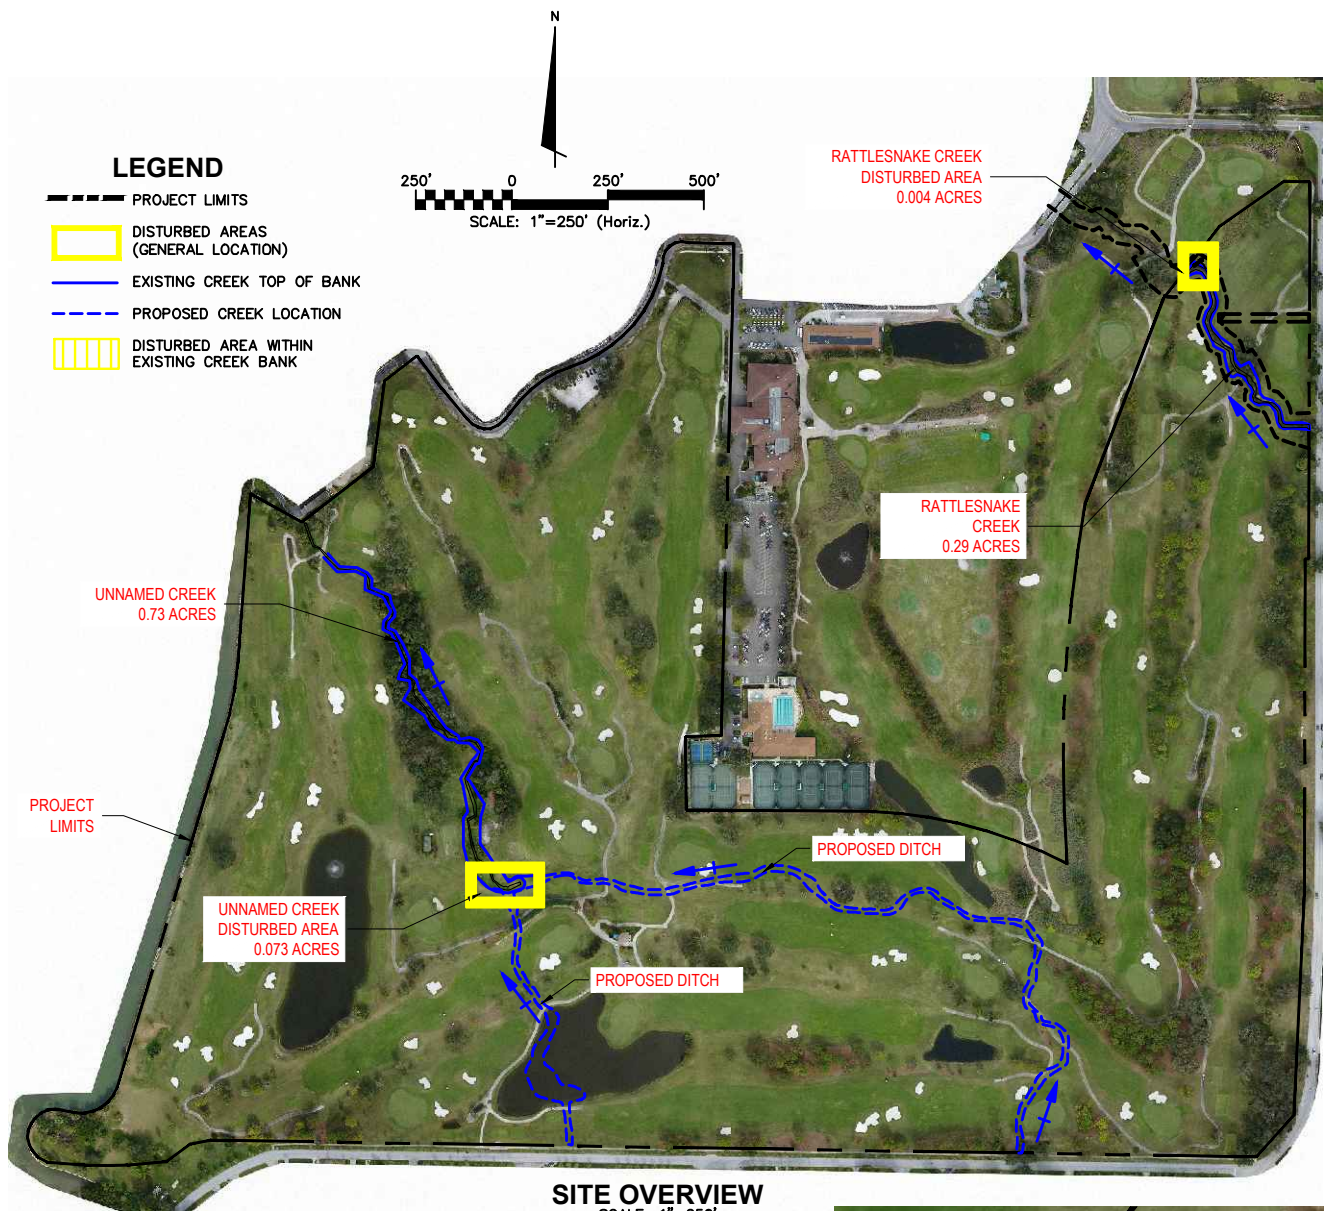 N
LEGEND
PROJECT LIMITS
DISTURBED AREAS
(GENERAL LOCATION)
EXISTING CREEK TOP OF BANK
PROPOSED CREEK LOCATION
DISTURBED AREA WITHIN
EXISTING CREEK BANK
250' 0 250' 500'
SCALE: 1"=250' (Horiz.)
RATTLESNAKE CREEK
DISTURBED AREA
0.004 ACRES
RATTLESNAKE
CREEK
0.29 ACRES
UNNAMED CREEK
0.73 ACRES
PROJECT
LIMITS
PROPOSED DITCH
UNNAMED CREEK
DISTURBED AREA
0.073 ACRES
PROPOSED DITCH
SITE OVERVIEW
SCALE: 1"=250'